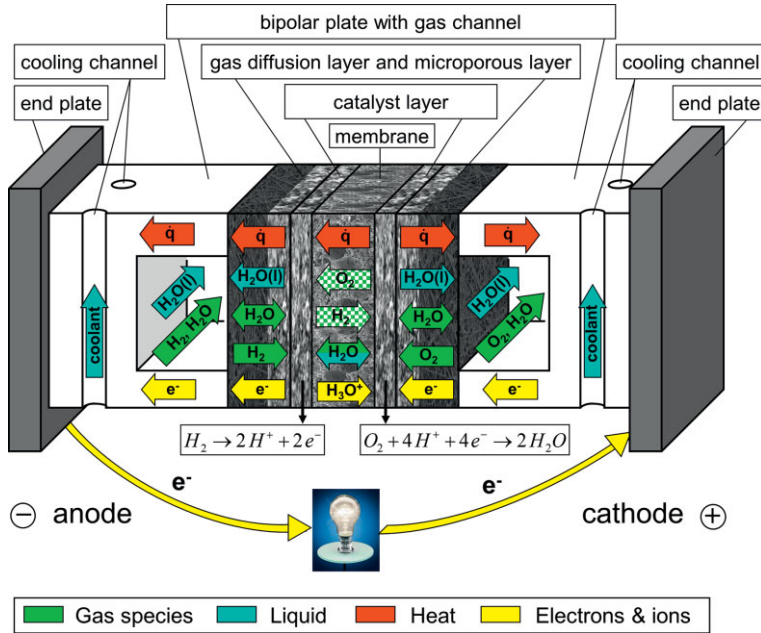 bipolar plate with gas channel
cooling channel
gas diffusion layer and microporous layer
cooling channel
end plate
catalyst layer
end plate
membrane
q̇ q̇ q̇ q̇ q̇
H₂O(l) H₂O(l) O₂ H₂O(l) H₂O(l)
H₂, H₂O H₂O H₂ H₂O O₂, H₂O
coolant H₂ H₂O O₂ coolant
e⁻ e⁻ H₃O⁺ e⁻ e⁻
H₂ → 2H⁺ + 2e⁻
O₂ + 4H⁺ + 4e⁻ → 2H₂O
e⁻ e⁻
⊖ anode
cathode ⊕
Gas species Liquid Heat Electrons & ions